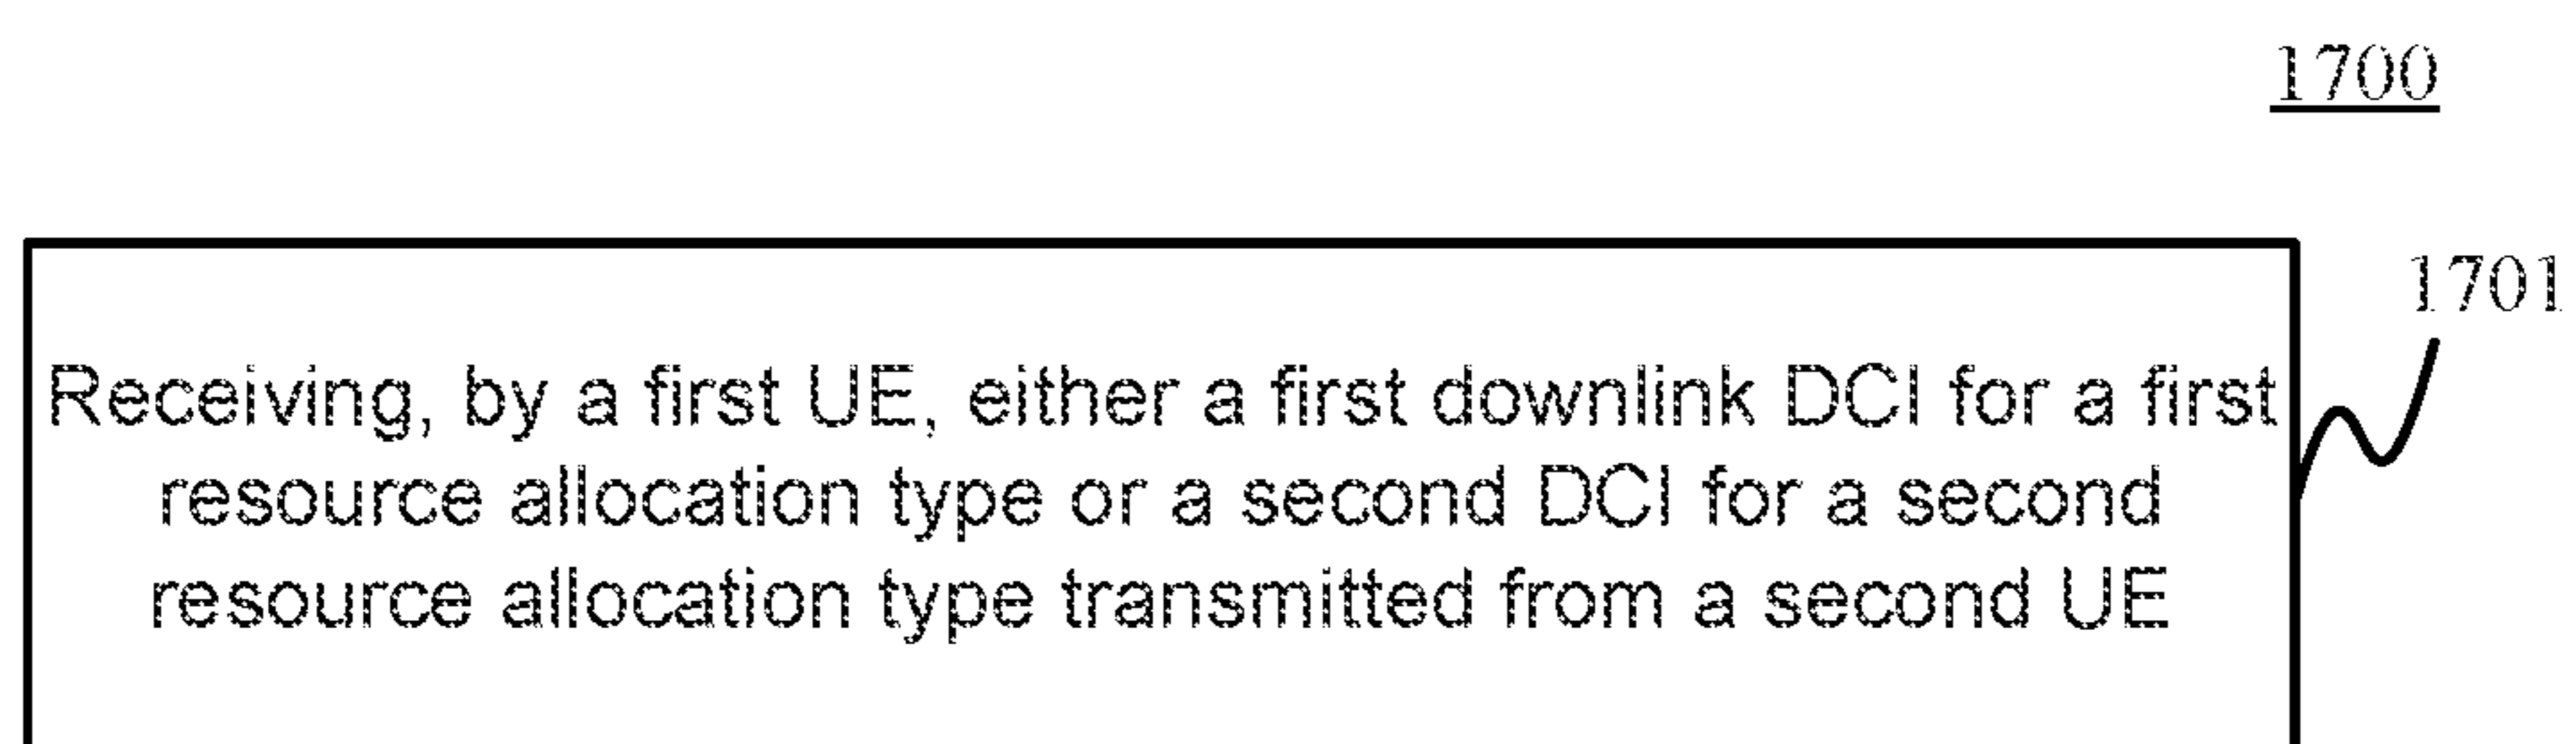 1700
1701
Receiving, by a first UE, either a first downlink DCI for a first
resource allocation type or a second DCI for a second
resource allocation type transmitted from a second UE